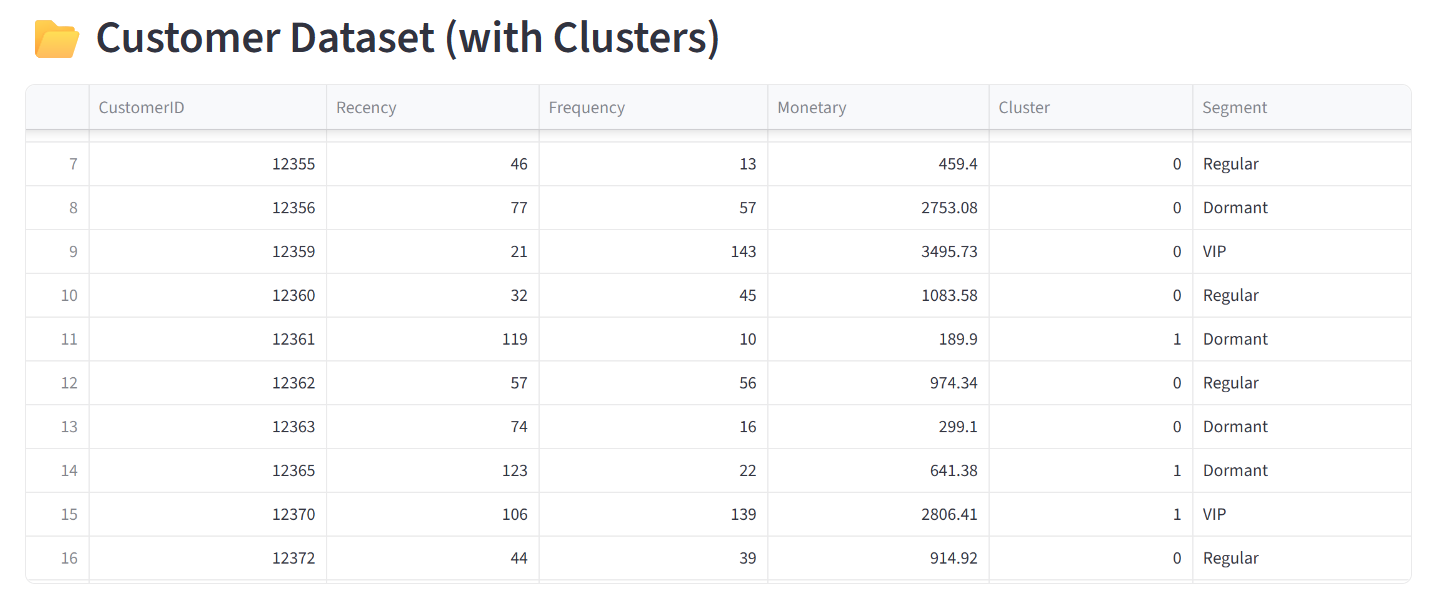 Customer Dataset (with Clusters)
CustomerID Recency Frequency Monetary Cluster Segment
7 12355 46 13 459.4 0 Regular
8 12356 77 57 2753.08 0 Dormant
9 12359 21 143 3495.73 0 VIP
10 12360 32 45 1083.58 0 Regular
11 12361 119 10 189.9 1 Dormant
12 12362 57 56 974.34 0 Regular
13 12363 74 16 299.1 0 Dormant
14 12365 123 22 641.38 1 Dormant
15 12370 106 139 2806.41 1 VIP
16 12372 44 39 914.92 0 Regular